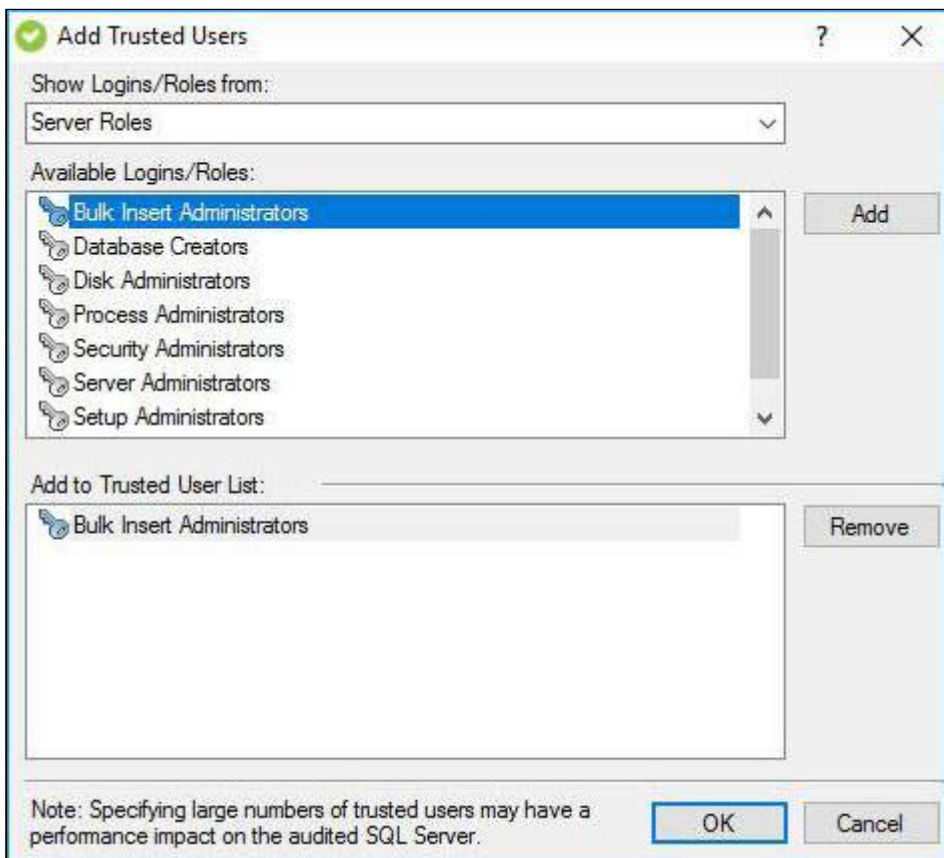 Add Trusted Users
?
Show Logins/Roles from:
Server Roles
Available Logins/Roles:
Bulk Insert Administrators
Add
Database Creators
Disk Administrators
Process Administrators
Security Administrators
Server Administrators
Setup Administrators
Add to Trusted User List:
Bulk Insert Administrators
Remove
Note: Specifying large numbers of trusted users may have a
performance impact on the audited SQL Server.
OK
Cancel